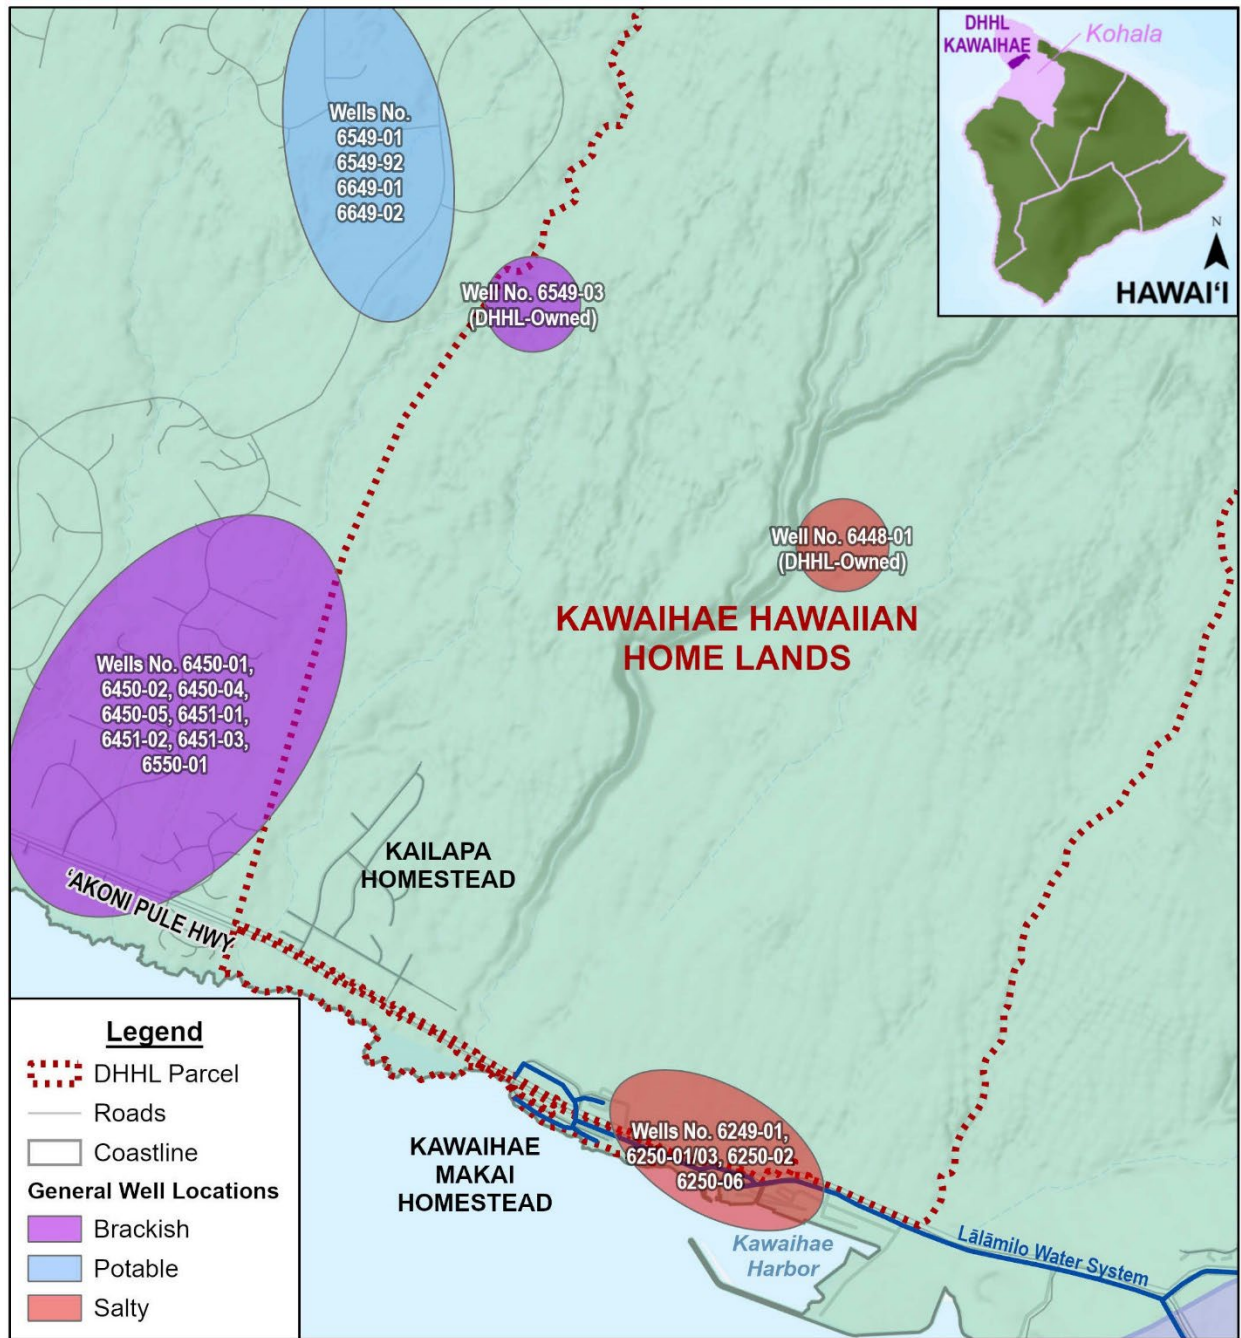 DHHL
KAWAIHAE
Kohala
N
HAWAI‘I
Wells No.
6549-01
6549-92
6649-01
6649-02
Well No. 6549-03
(DHHL-Owned)
Well No. 6448-01
(DHHL-Owned)
KAWAIHAE HAWAIIAN
HOME LANDS
Wells No. 6450-01,
6450-02, 6450-04,
6450-05, 6451-01,
6451-02, 6451-03,
6550-01
KAILAPA
HOMESTEAD
‘AKONI PULE HWY
Wells No. 6249-01,
6250-01/03, 6250-02
6250-06
KAWAIHAE
MAKAI
HOMESTEAD
Kawaihae
Harbor
Lālāmilo Water System
Legend
DHHL Parcel
Roads
Coastline
General Well Locations
Brackish
Potable
Salty